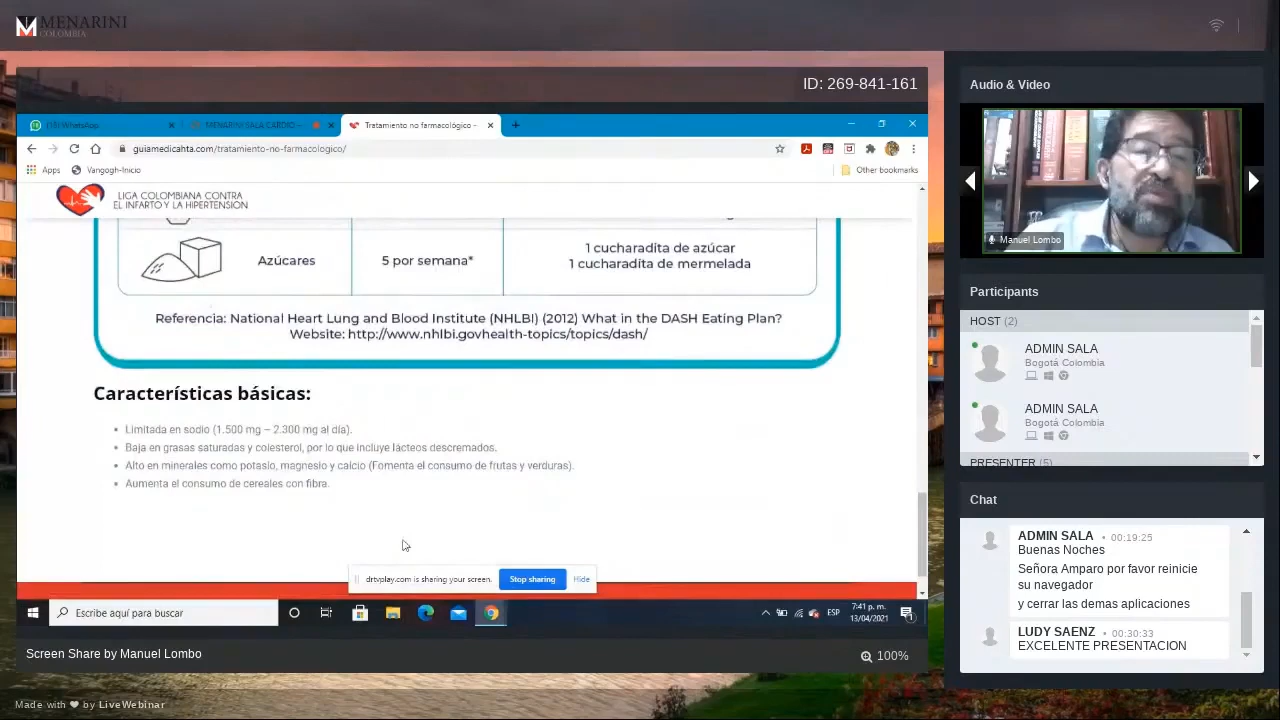 MENARINI
COLOMBIA
ID: 269-841-161
(16) WhatsApp
MENARINI SALA CARDIO –
Tratamiento no farmacológico –
guiamedicahta.com/tratamiento-no-farmacologico/
Apps
Vangogh-Inicio
Other bookmarks
LIGA COLOMBIANA CONTRA
EL INFARTO Y LA HIPERTENSION
Azúcares
5 por semana*
1 cucharadita de azúcar
1 cucharadita de mermelada
Referencia: National Heart Lung and Blood Institute (NHLBI) (2012) What in the DASH Eating Plan?
Website: http://www.nhlbi.govhealth-topics/topics/dash/
Características básicas:
Limitada en sodio (1.500 mg – 2.300 mg al día).
Baja en grasas saturadas y colesterol, por lo que incluye lácteos descremados.
Alto en minerales como potasio, magnesio y calcio (Fomenta el consumo de frutas y verduras).
Aumenta el consumo de cereales con fibra.
drtvplay.com is sharing your screen.
Stop sharing
Hide
Escribe aquí para buscar
ESP
7:41 p. m.
13/04/2021
Screen Share by Manuel Lombo
100%
Made with ❤ by LiveWebinar
Audio & Video
Manuel Lombo
Participants
HOST (2)
ADMIN SALA
Bogotá Colombia
ADMIN SALA
Bogotá Colombia
PRESENTER (5)
Chat
ADMIN SALA • 00:19:25
Buenas Noches
Señora Amparo por favor reinicie
su navegador
y cerrar las demas aplicaciones
LUDY SAENZ • 00:30:33
EXCELENTE PRESENTACION